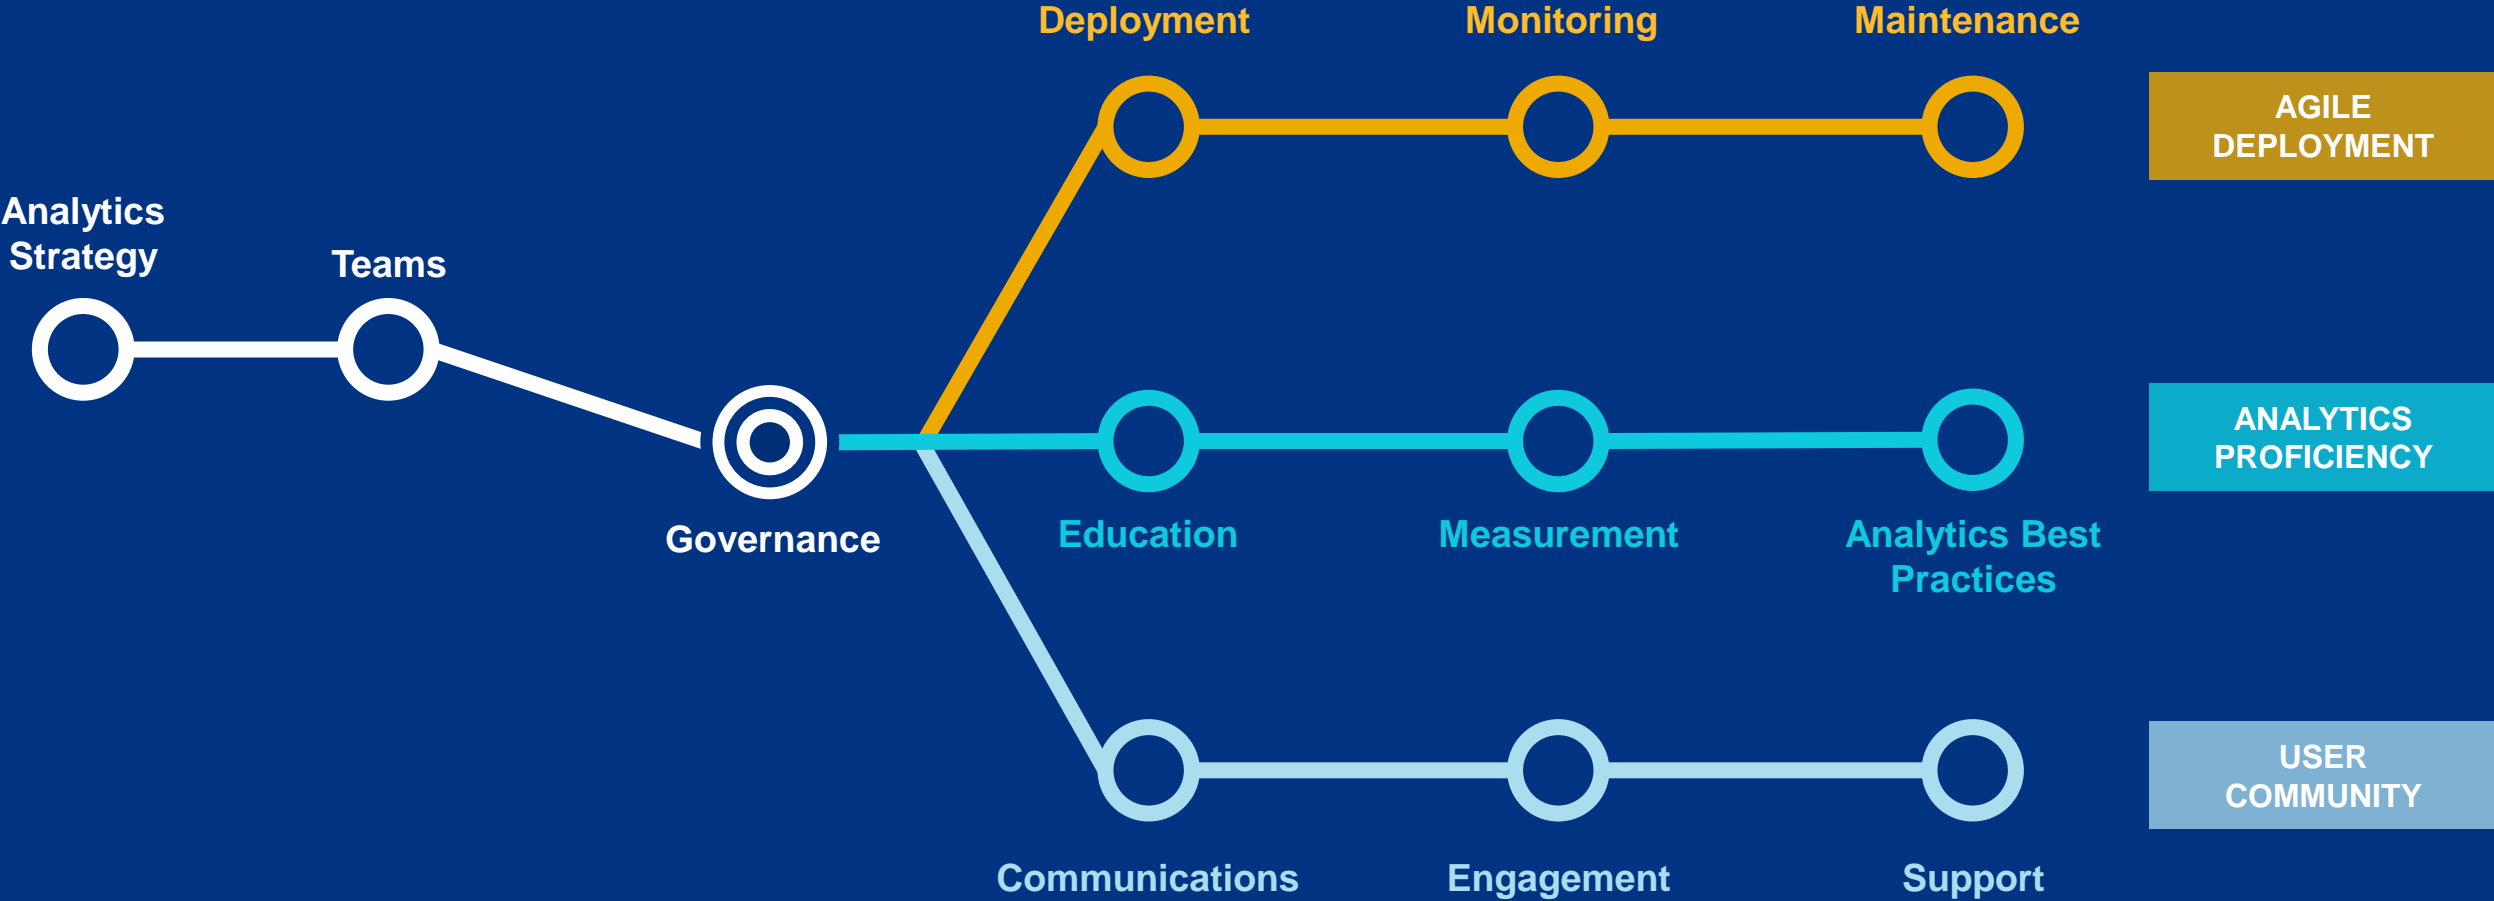 Deployment
Monitoring
Maintenance
AGILE
DEPLOYMENT
Analytics
Strategy
Teams
Governance
ANALYTICS
PROFICIENCY
Education
Measurement
Analytics Best
Practices
USER
COMMUNITY
Communications
Engagement
Support